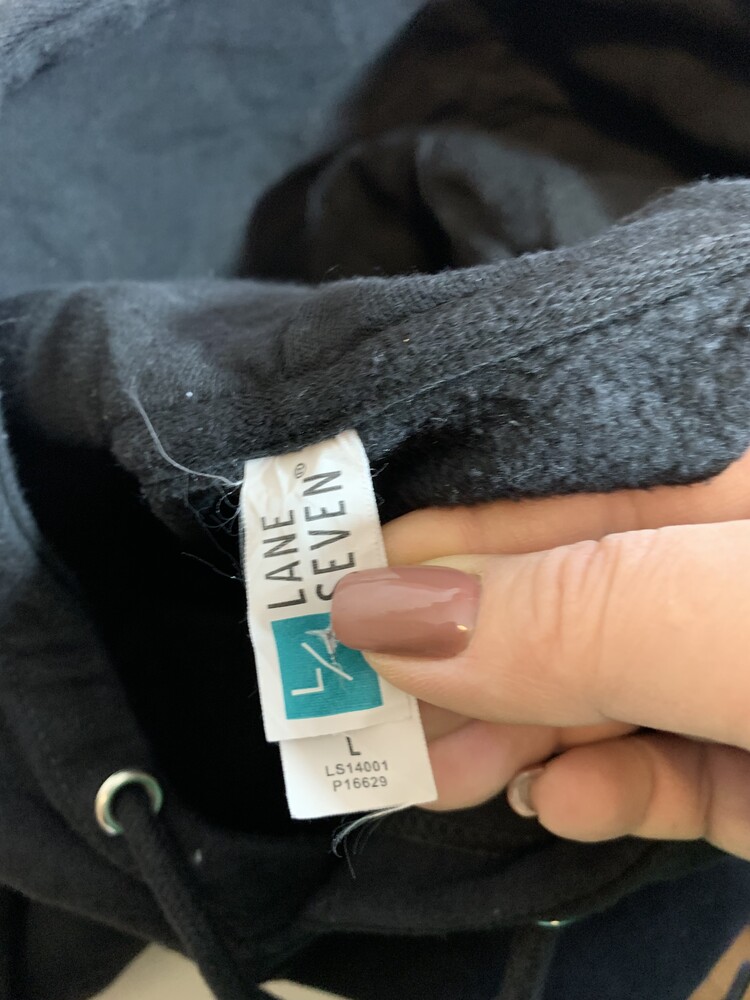 LANE
SEVEN®
L/
L
LS14001
P16629